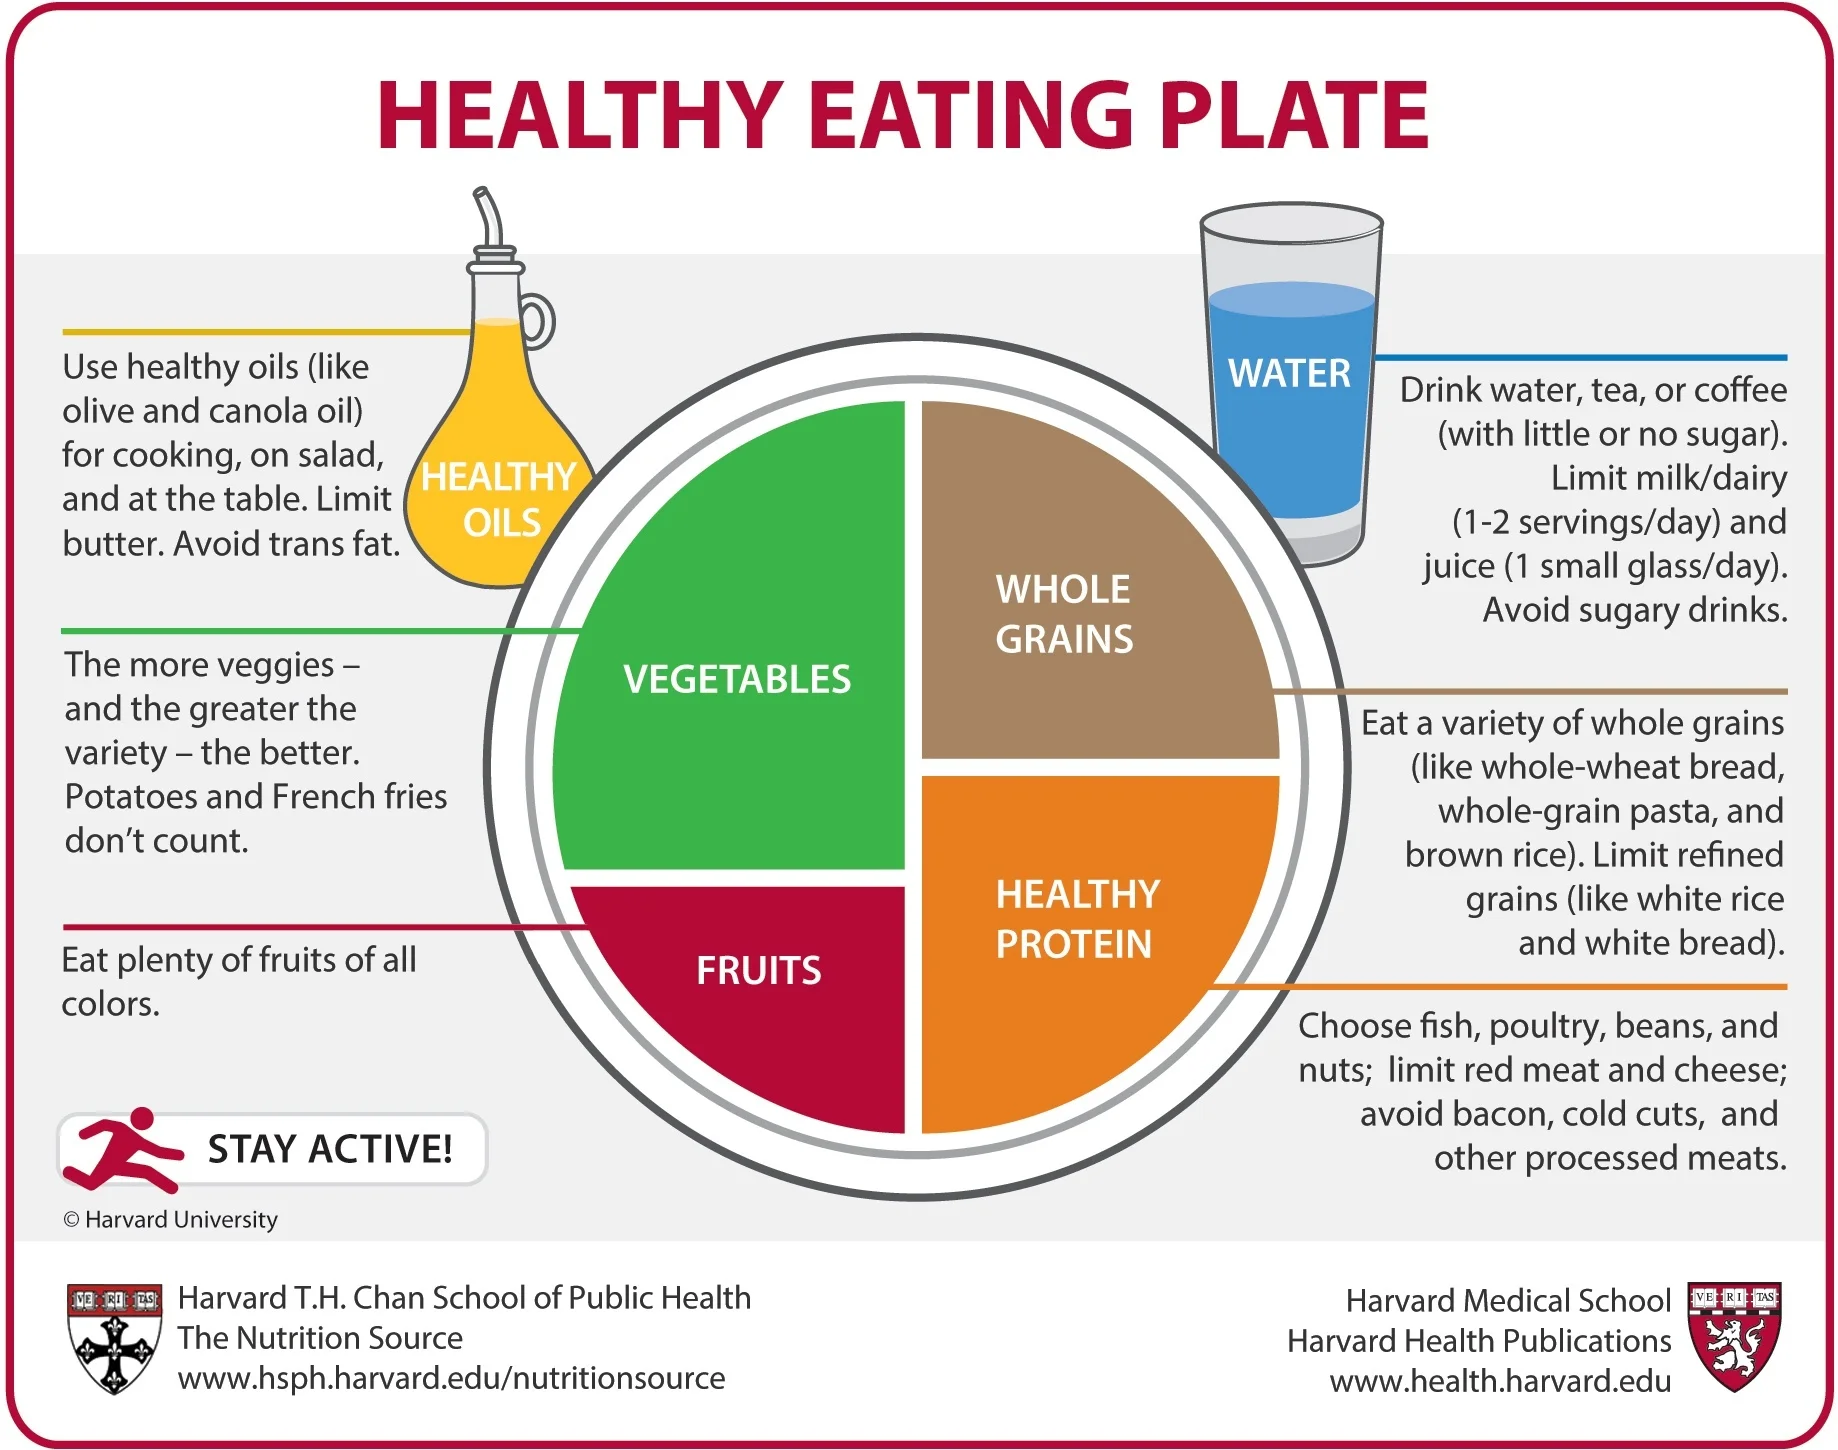 HEALTHY EATING PLATE
Use healthy oils (like
olive and canola oil)
for cooking, on salad,
and at the table. Limit
butter. Avoid trans fat.
HEALTHY
OILS
The more veggies –
and the greater the
variety – the better.
Potatoes and French fries
don’t count.
Eat plenty of fruits of all
colors.
VEGETABLES
FRUITS
WHOLE
GRAINS
HEALTHY
PROTEIN
WATER
Drink water, tea, or coffee
(with little or no sugar).
Limit milk/dairy
(1-2 servings/day) and
juice (1 small glass/day).
Avoid sugary drinks.
Eat a variety of whole grains
(like whole-wheat bread,
whole-grain pasta, and
brown rice). Limit refined
grains (like white rice
and white bread).
Choose fish, poultry, beans, and
nuts; limit red meat and cheese;
avoid bacon, cold cuts, and
other processed meats.
STAY ACTIVE!
© Harvard University
VE RI TAS
Harvard T.H. Chan School of Public Health
The Nutrition Source
www.hsph.harvard.edu/nutritionsource
Harvard Medical School
Harvard Health Publications
www.health.harvard.edu
VE RI TAS